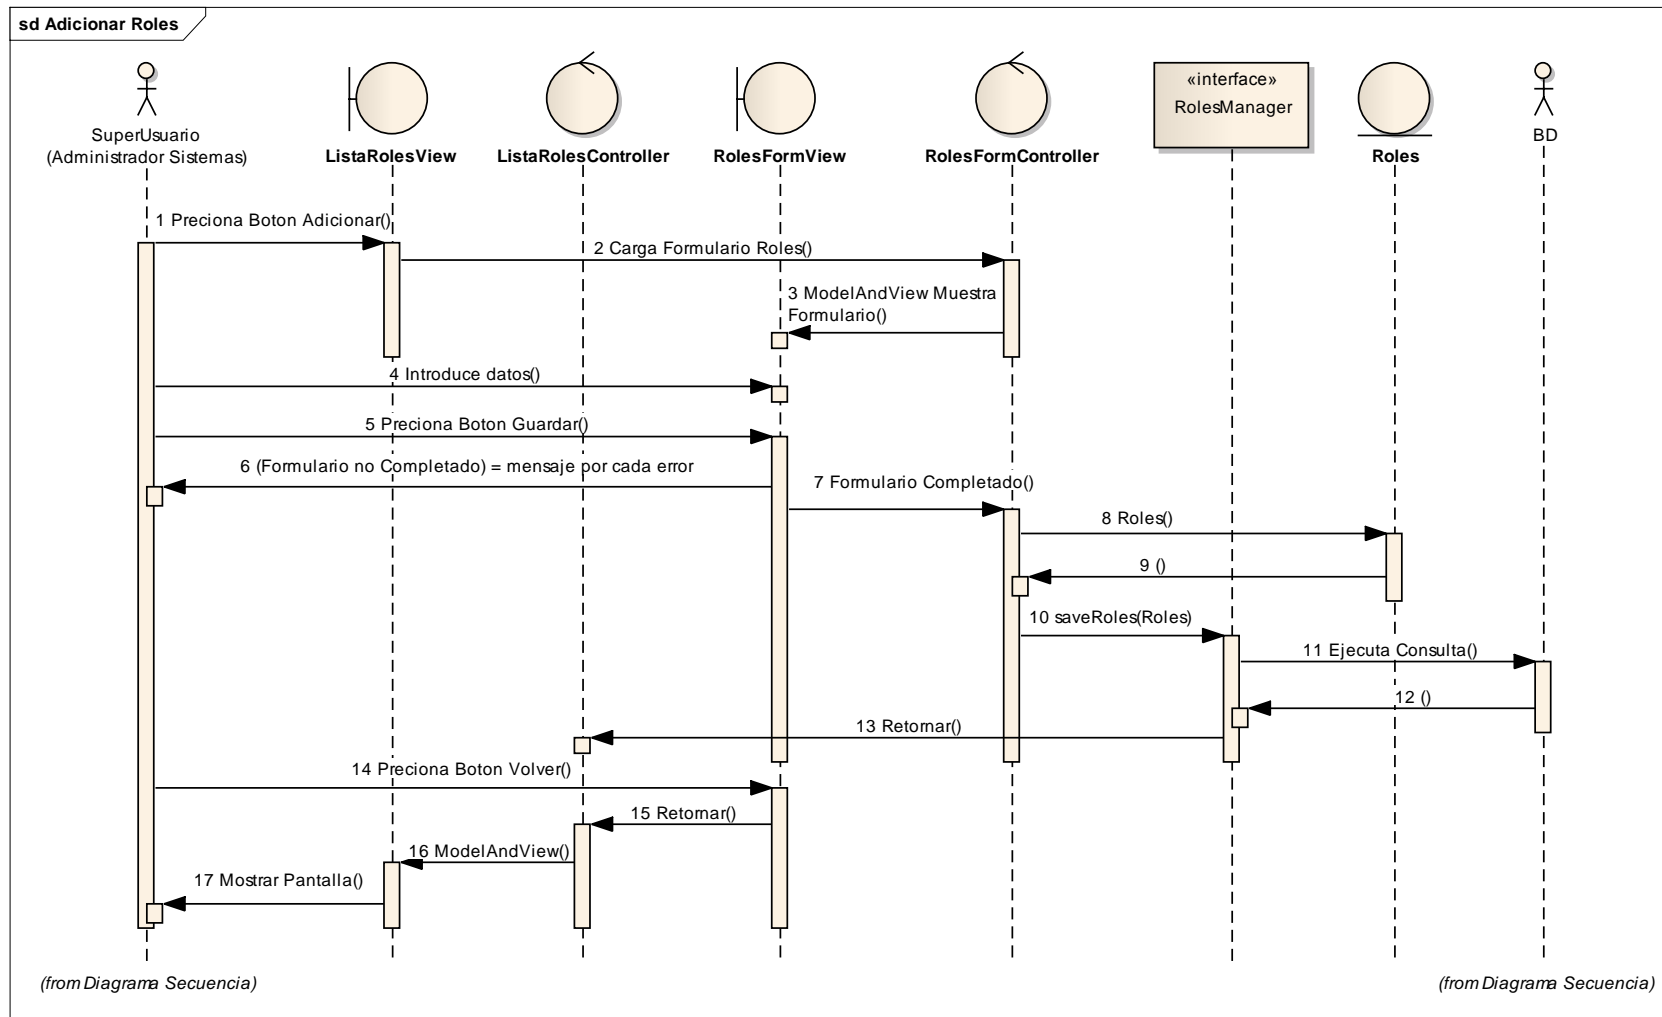 sd Adicionar Roles
SuperUsuario
(Administrador Sistemas)
ListaRolesView
ListaRolesController
RolesFormView
RolesFormController
«interface»
RolesManager
Roles
BD
1 Preciona Boton Adicionar()
2 Carga Formulario Roles()
3 ModelAndView Muestra
Formulario()
4 Introduce datos()
5 Preciona Boton Guardar()
6 (Formulario no Completado) = mensaje por cada error
7 Formulario Completado()
8 Roles()
9 ()
10 saveRoles(Roles)
11 Ejecuta Consulta()
12 ()
13 Retornar()
14 Preciona Boton Volver()
15 Retornar()
16 ModelAndView()
17 Mostrar Pantalla()
(from Diagrama Secuencia)
(from Diagrama Secuencia)